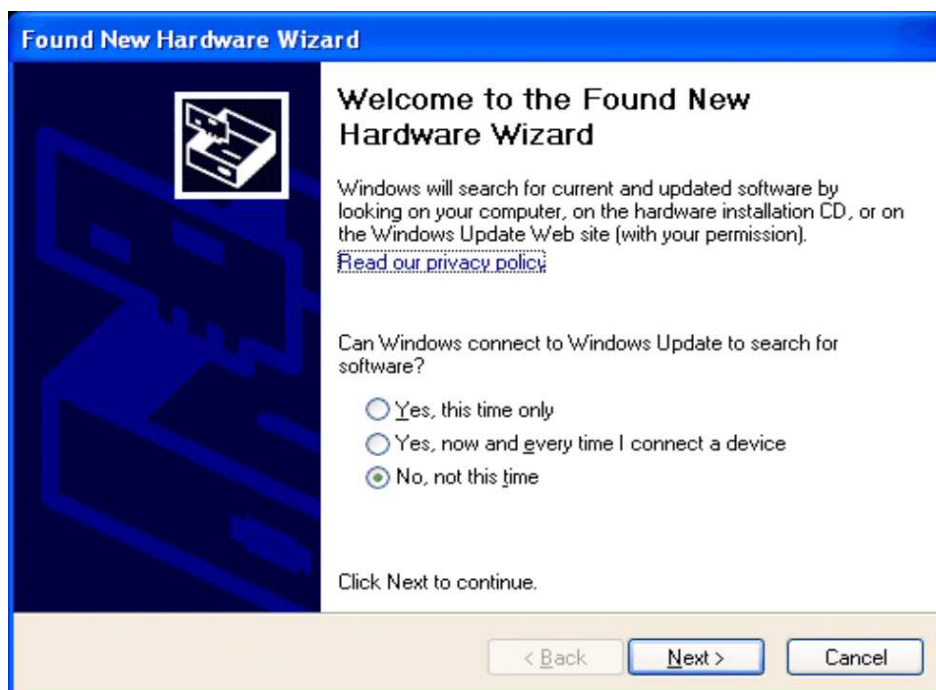 Found New Hardware Wizard
Welcome to the Found New
Hardware Wizard
Windows will search for current and updated software by
looking on your computer, on the hardware installation CD, or on
the Windows Update Web site (with your permission).
Read our privacy policy
Can Windows connect to Windows Update to search for
software?
Yes, this time only
Yes, now and every time I connect a device
No, not this time
Click Next to continue.
< Back
Next >
Cancel